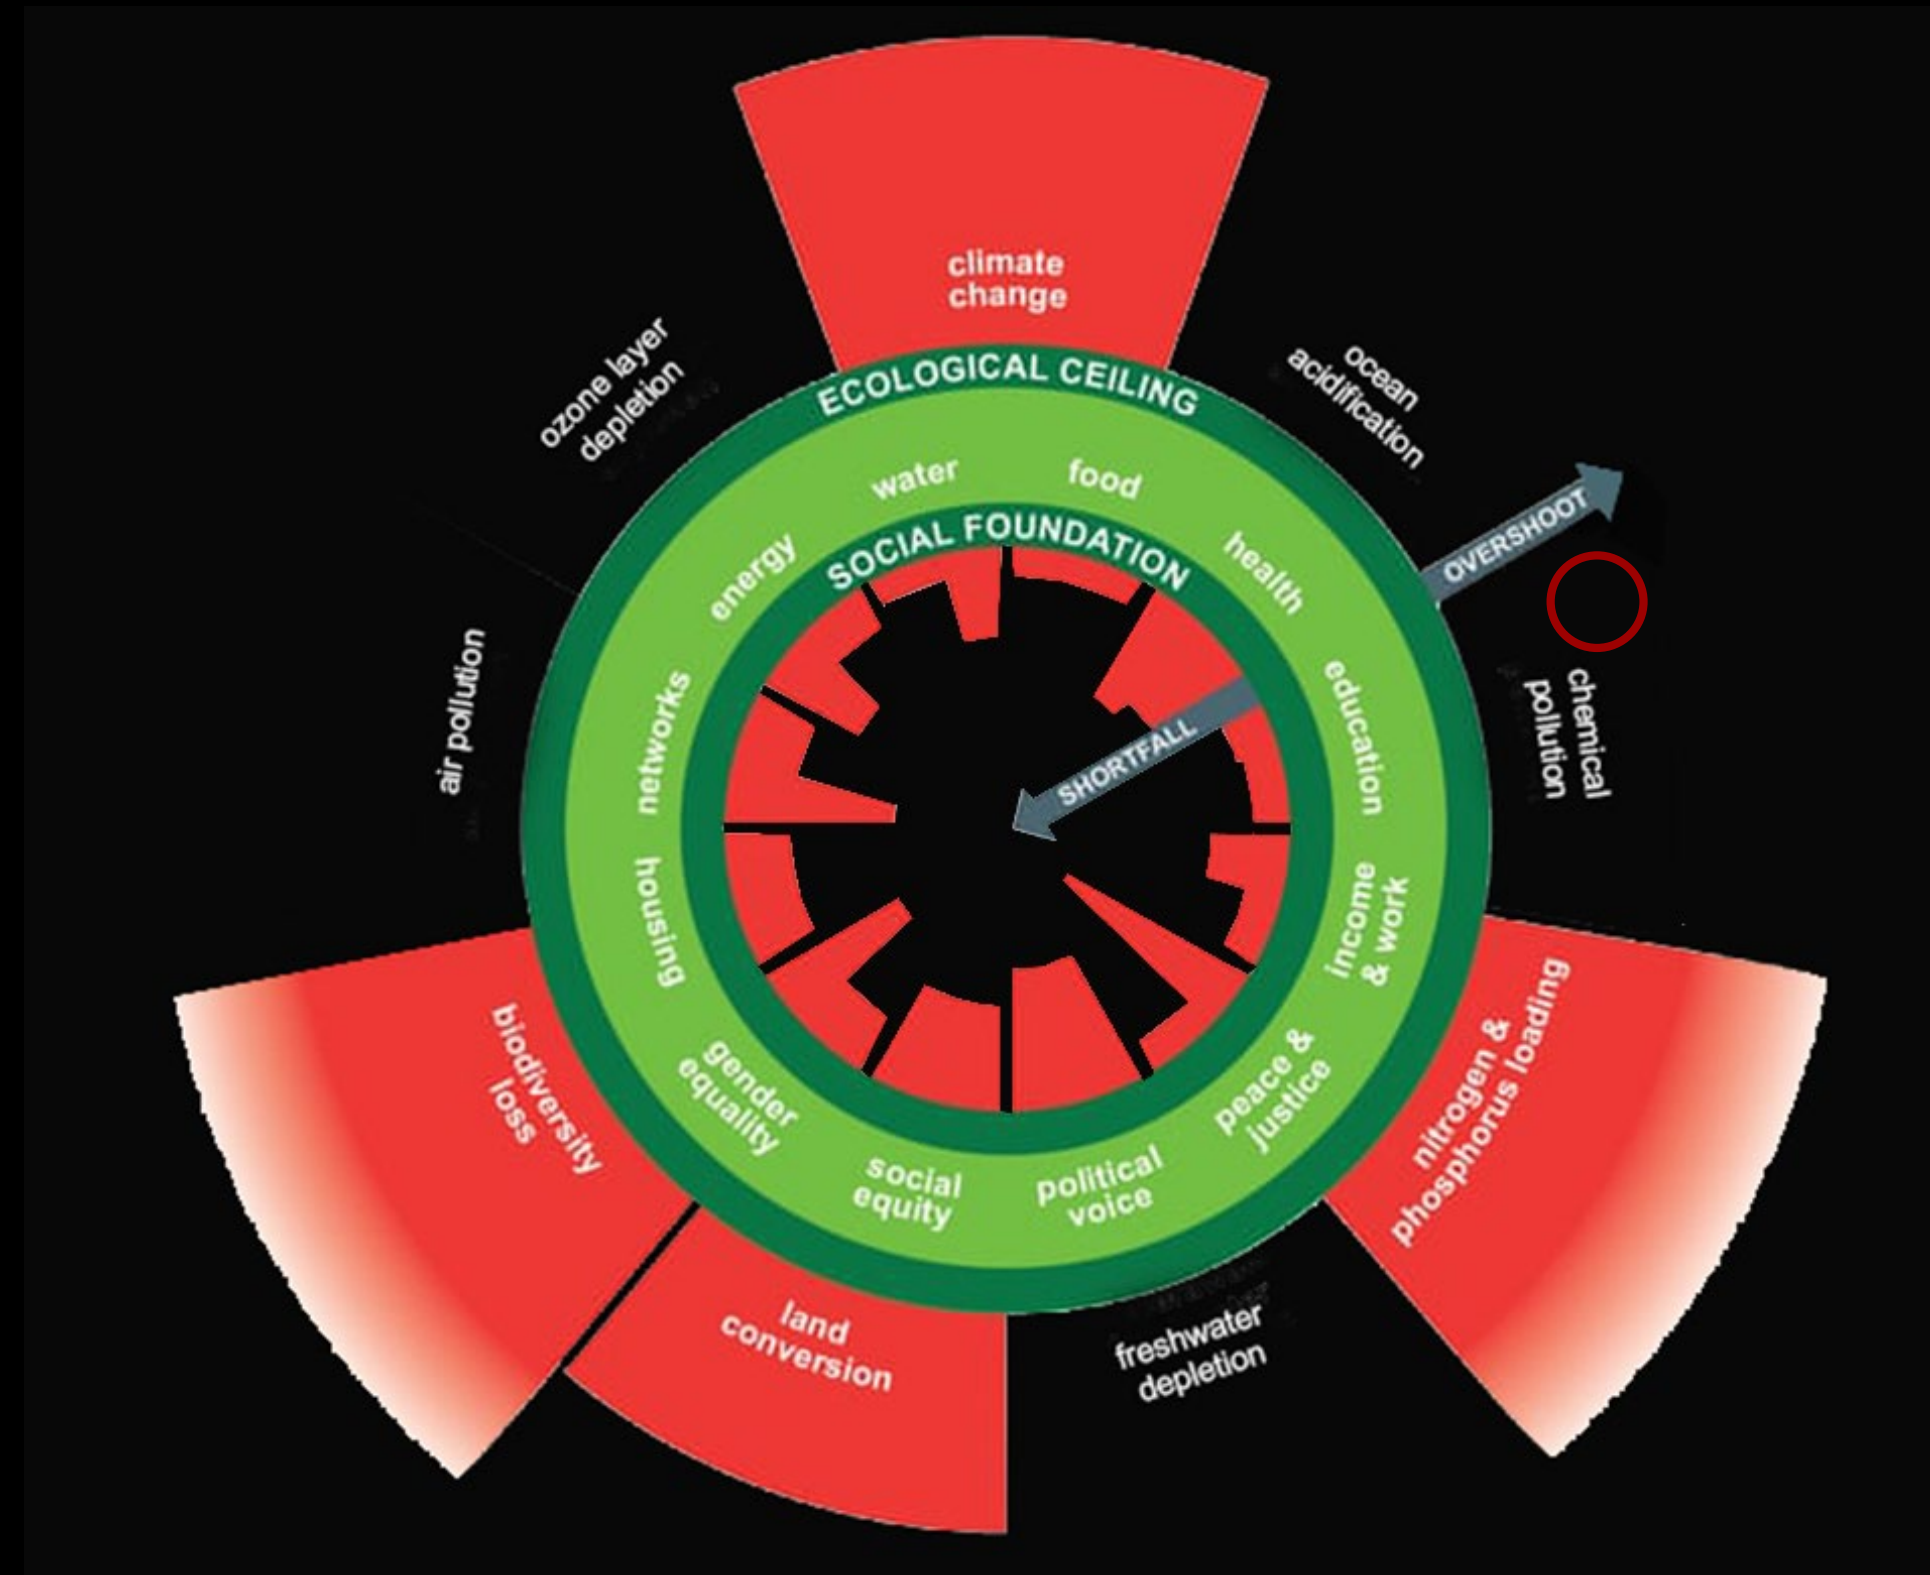 climate
change
ocean
acidification
OVERSHOOT
chemical
pollution
nitrogen &
phosphorus loading
freshwater
depletion
land
conversion
biodiversity
loss
air pollution
ozone layer
depletion
ECOLOGICAL CEILING
water
food
health
education
income
& work
peace &
justice
political
voice
social
equity
gender
equality
housing
networks
energy
SOCIAL FOUNDATION
SHORTFALL